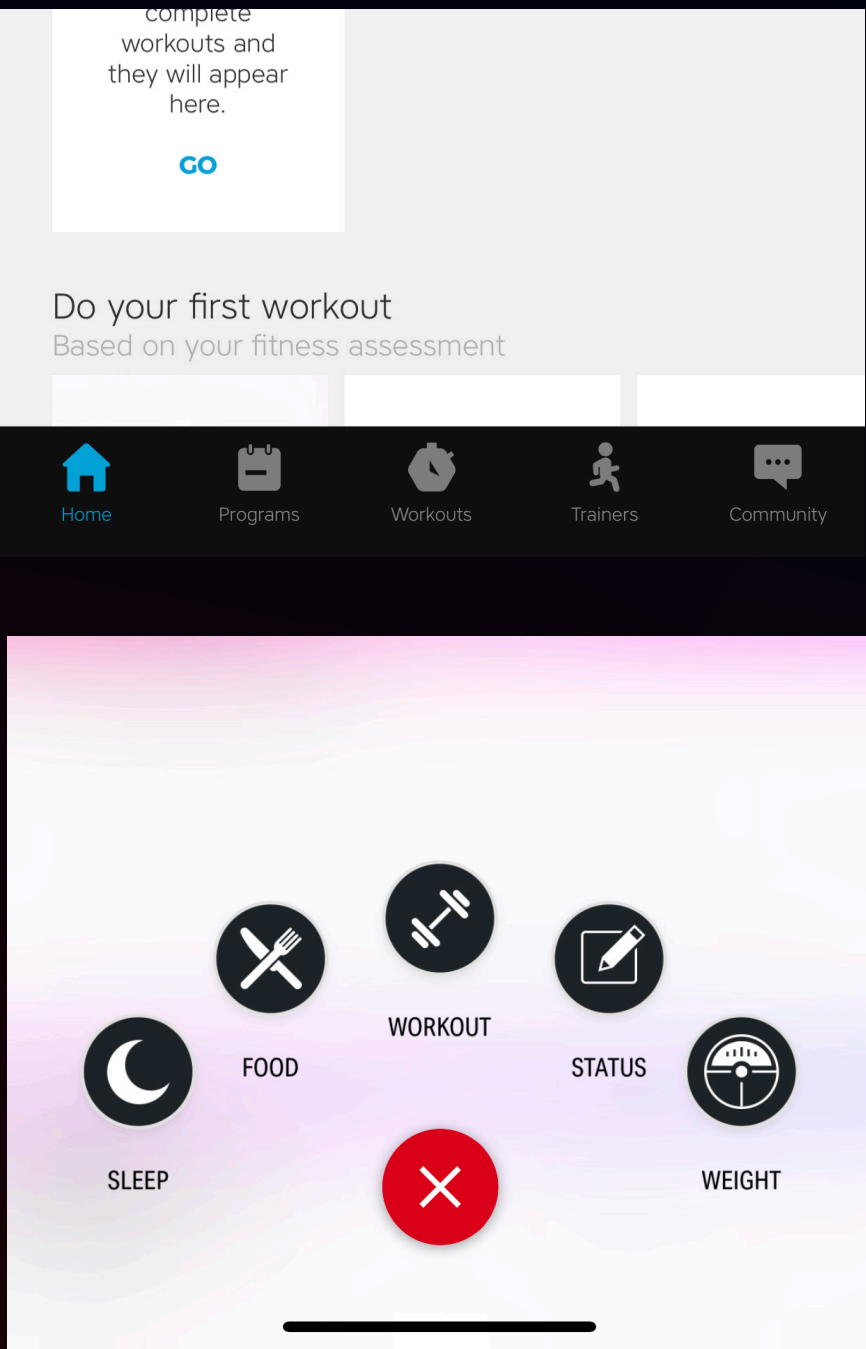 complete
workouts and
they will appear
here.
GO
Do your first workout
Based on your fitness assessment
Home
Programs
Workouts
Trainers
Community
WORKOUT
FOOD
STATUS
SLEEP
WEIGHT